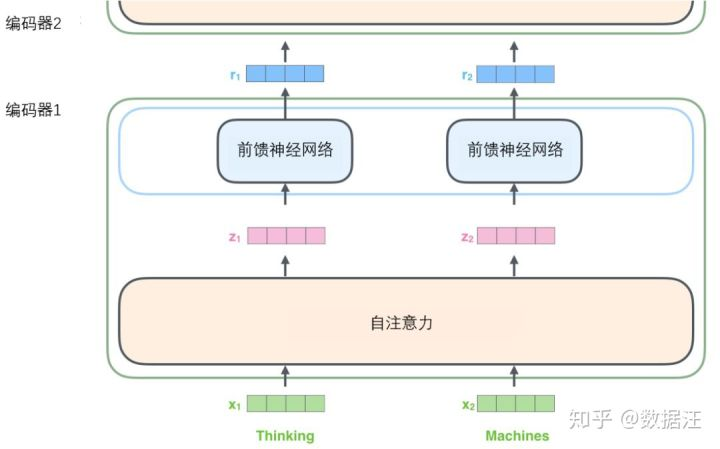 编码器2
r₁
r₂
编码器1
前馈神经网络
前馈神经网络
z₁
z₂
自注意力
x₁
x₂
知乎 @数据汪
Thinking
Machines